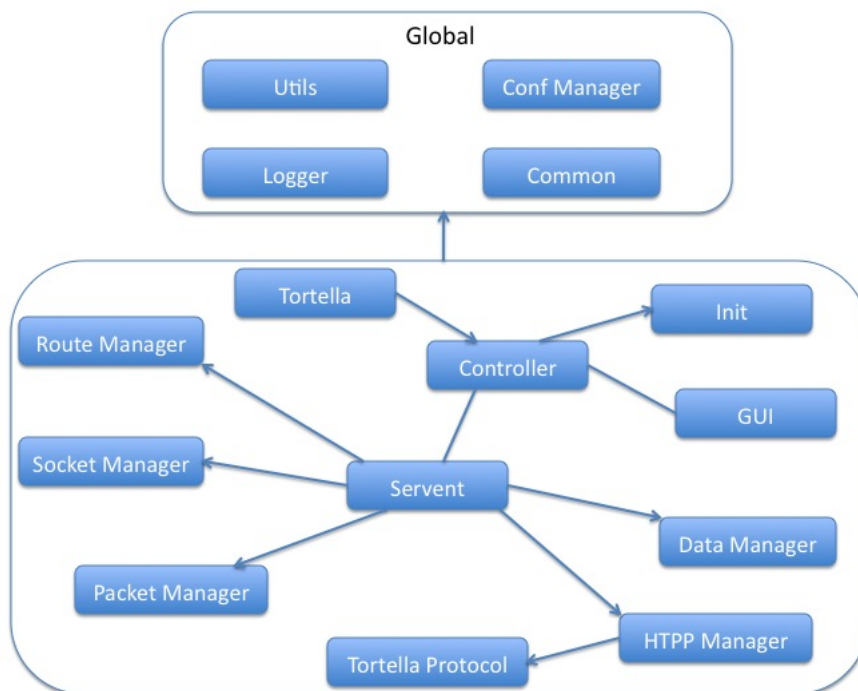 Global
Utils
Conf Manager
Logger
Common
Tortella
Init
Route Manager
Controller
GUI
Socket Manager
Servent
Data Manager
Packet Manager
HTPP Manager
Tortella Protocol